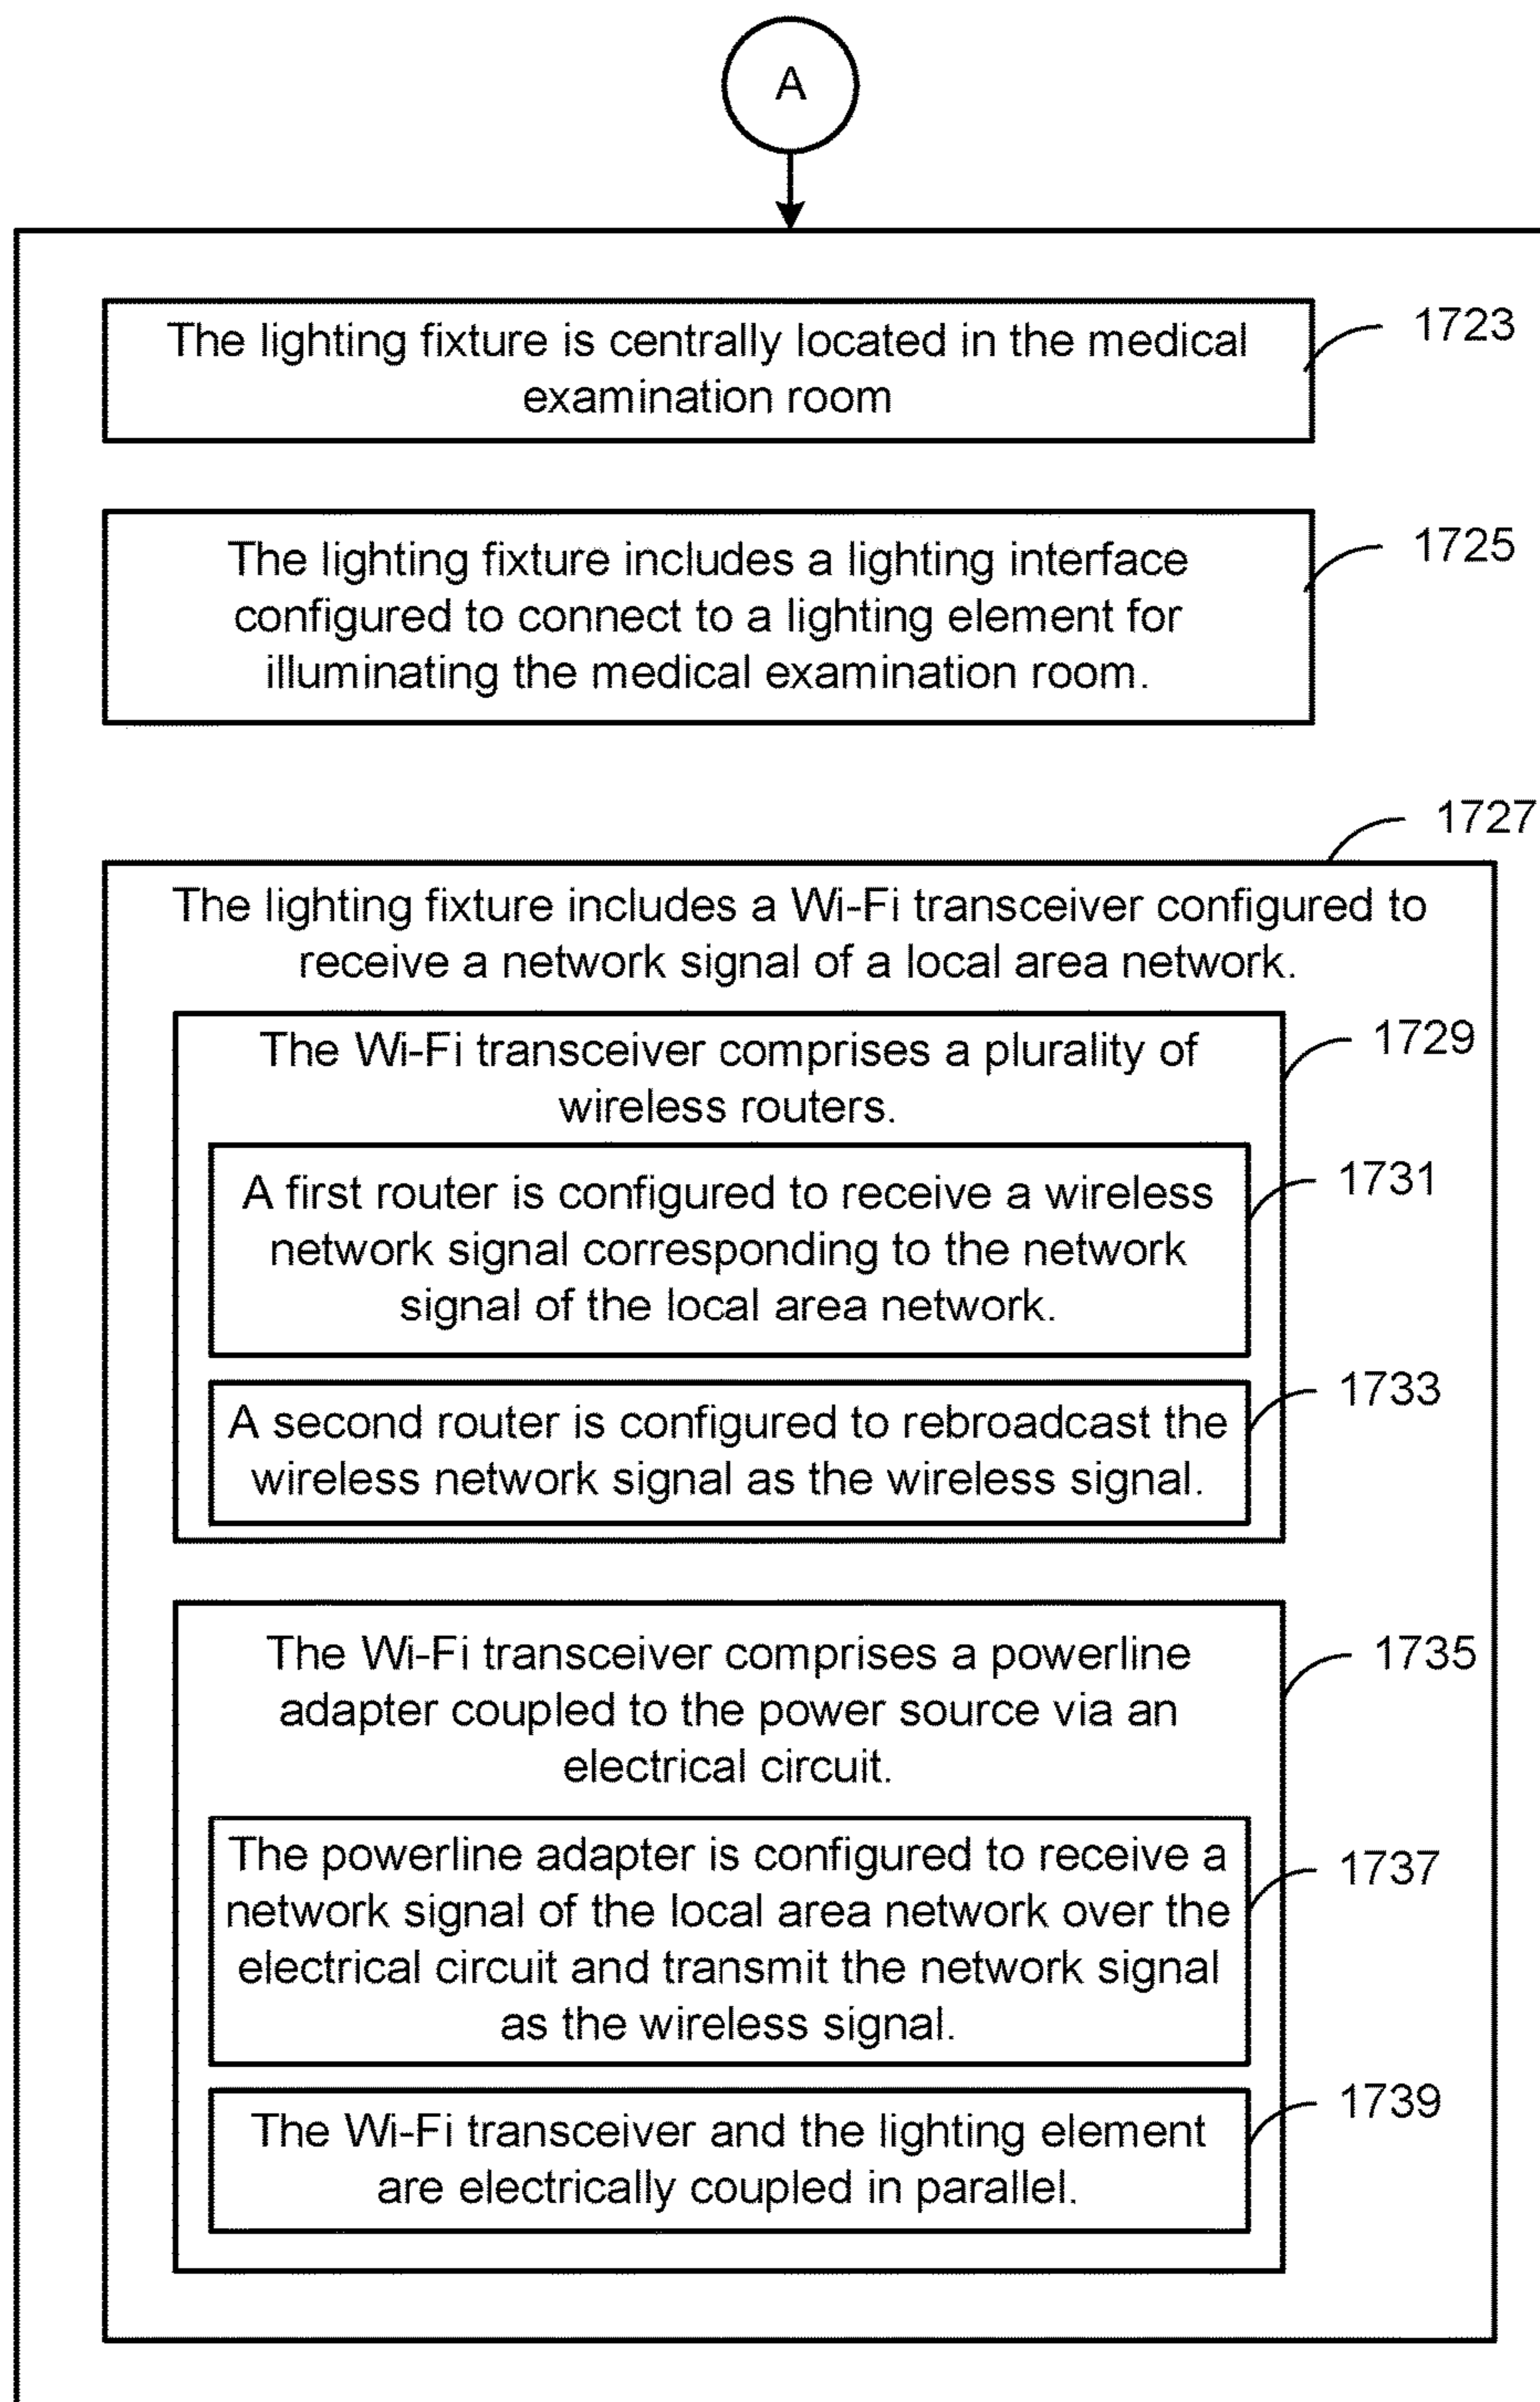 A
The lighting fixture is centrally located in the medical
examination room
1723
The lighting fixture includes a lighting interface
configured to connect to a lighting element for
illuminating the medical examination room.
1725
1727
The lighting fixture includes a Wi-Fi transceiver configured to
receive a network signal of a local area network.
The Wi-Fi transceiver comprises a plurality of
wireless routers.
1729
A first router is configured to receive a wireless
network signal corresponding to the network
signal of the local area network.
1731
A second router is configured to rebroadcast the
wireless network signal as the wireless signal.
1733
The Wi-Fi transceiver comprises a powerline
adapter coupled to the power source via an
electrical circuit.
1735
The powerline adapter is configured to receive a
network signal of the local area network over the
electrical circuit and transmit the network signal
as the wireless signal.
1737
The Wi-Fi transceiver and the lighting element
are electrically coupled in parallel.
1739